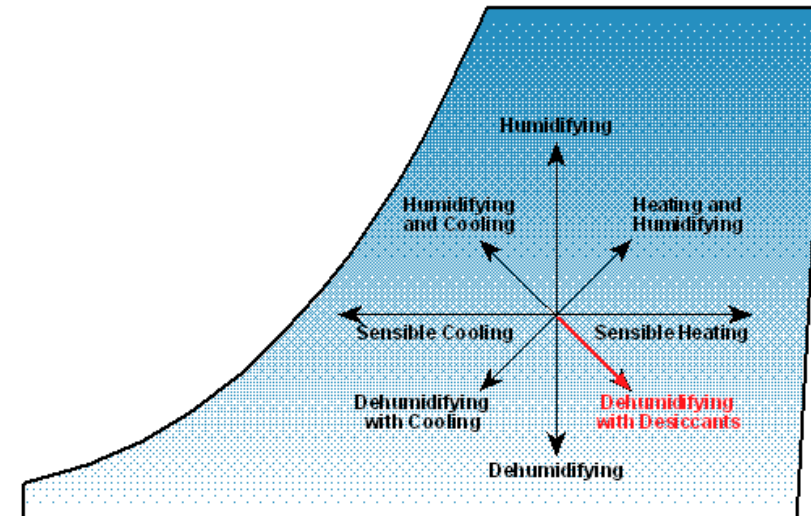 Humidifying
Humidifying
and Cooling
Heating and
Humidifying
Sensible Cooling
Sensible Heating
Dehumidifying
with Cooling
Dehumidifying
with Desiccants
Dehumidifying